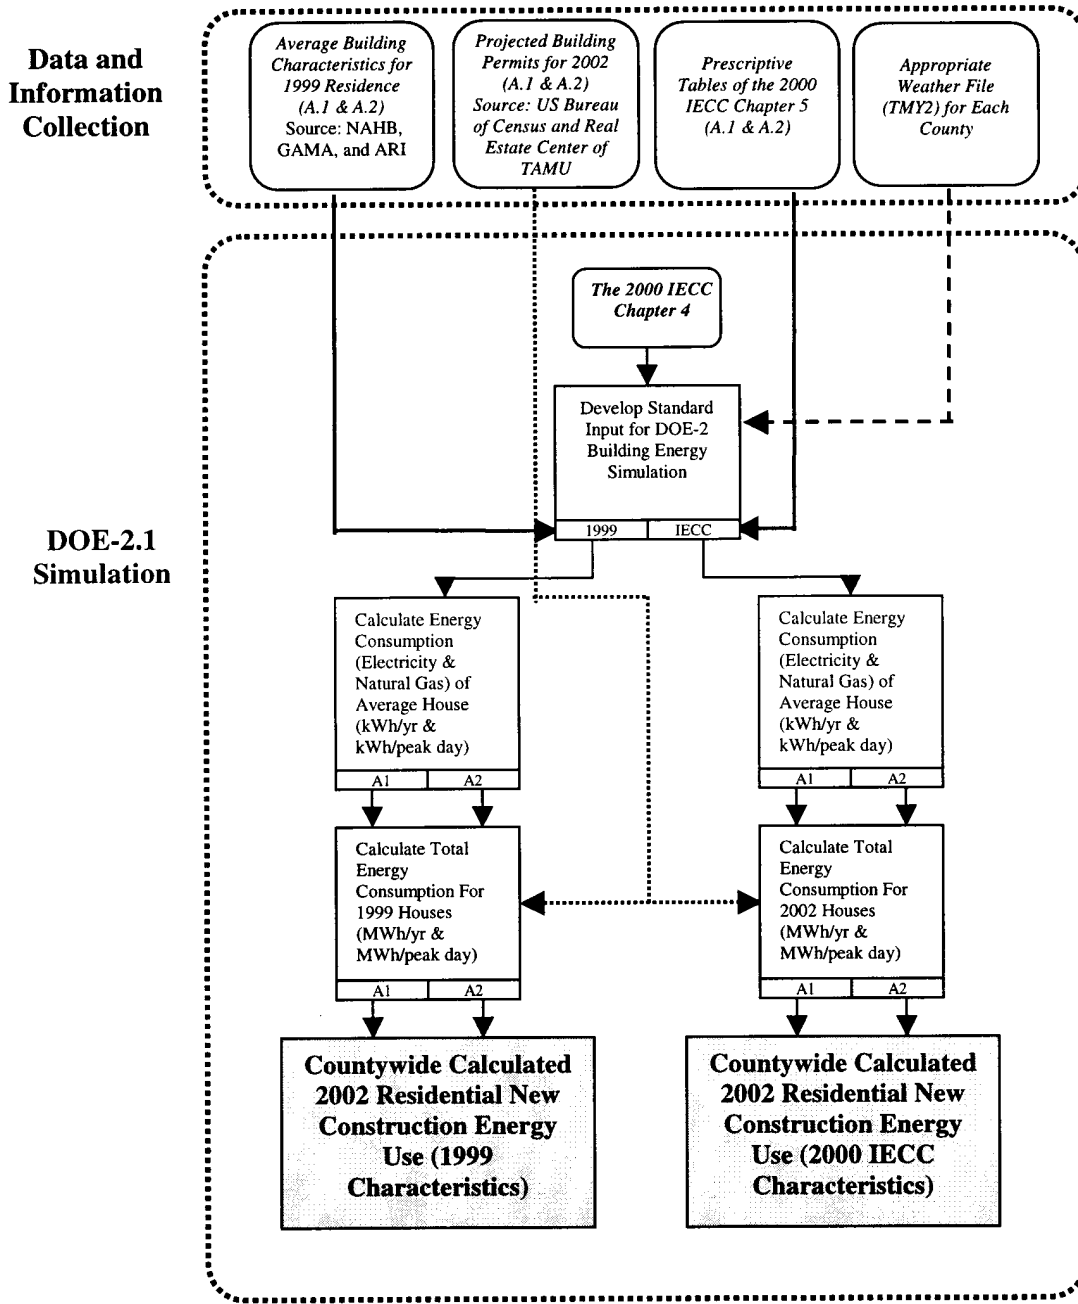 Data and
Information
Collection
Average Building
Characteristics for
1999 Residence
(A.1 & A.2)
Source: NAHB,
GAMA, and ARI
Projected Building
Permits for 2002
(A.1 & A.2)
Source: US Bureau
of Census and Real
Estate Center of
TAMU
Prescriptive
Tables of the 2000
IECC Chapter 5
(A.1 & A.2)
Appropriate
Weather File
(TMY2) for Each
County
The 2000 IECC
Chapter 4
Develop Standard
Input for DOE-2
Building Energy
Simulation
1999
IECC
DOE-2.1
Simulation
Calculate Energy
Consumption
(Electricity &
Natural Gas) of
Average House
(kWh/yr &
kWh/peak day)
A1
A2
Calculate Energy
Consumption
(Electricity &
Natural Gas) of
Average House
(kWh/yr &
kWh/peak day)
A1
A2
Calculate Total
Energy
Consumption For
1999 Houses
(MWh/yr &
MWh/peak day)
A1
A2
Calculate Total
Energy
Consumption For
2002 Houses
(MWh/yr &
MWh/peak day)
A1
A2
Countywide Calculated
2002 Residential New
Construction Energy
Use (1999
Characteristics)
Countywide Calculated
2002 Residential New
Construction Energy
Use (2000 IECC
Characteristics)